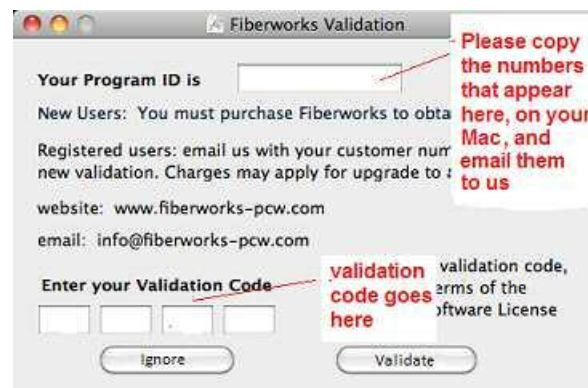 Fiberworks Validation
Please copy
the numbers
that appear
here, on your
Mac, and
email them
to us
Your Program ID is
New Users: You must purchase Fiberworks to obta
Registered users: email us with your customer num
new validation. Charges may apply for upgrade to
website: www.fiberworks-pcw.com
email: info@fiberworks-pcw.com
validation
code goes
here
validation code,
erms of the
oftware License
Enter your Validation Code
Ignore
Validate